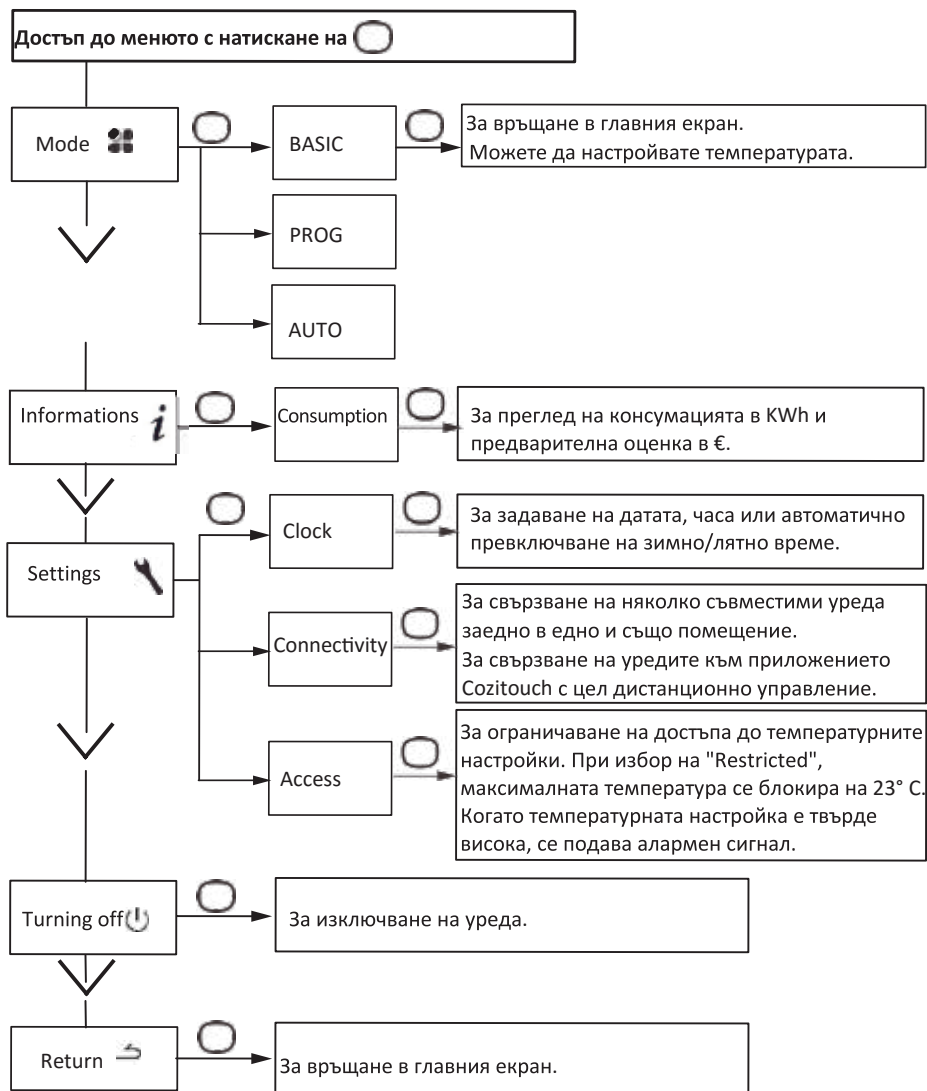 Достъп до менюто с натискане на
Mode
BASIC
За връщане в главния екран.
Можете да настройвате температурата.
PROG
AUTO
Informations
Consumption
За преглед на консумацията в KWh и
предварителна оценка в €.
Settings
Clock
За задаване на датата, часа или автоматично
превключване на зимно/лятно време.
Connectivity
За свързване на няколко съвместими уреда
заедно в едно и също помещение.
За свързване на уредите към приложението
Cozitouch с цел дистанционно управление.
Access
За ограничаване на достъпа до температурните
настройки. При избор на "Restricted",
максималната температура се блокира на 23° C.
Когато температурната настройка е твърде
висока, се подава алармен сигнал.
Turning off
За изключване на уреда.
Return
За връщане в главния екран.